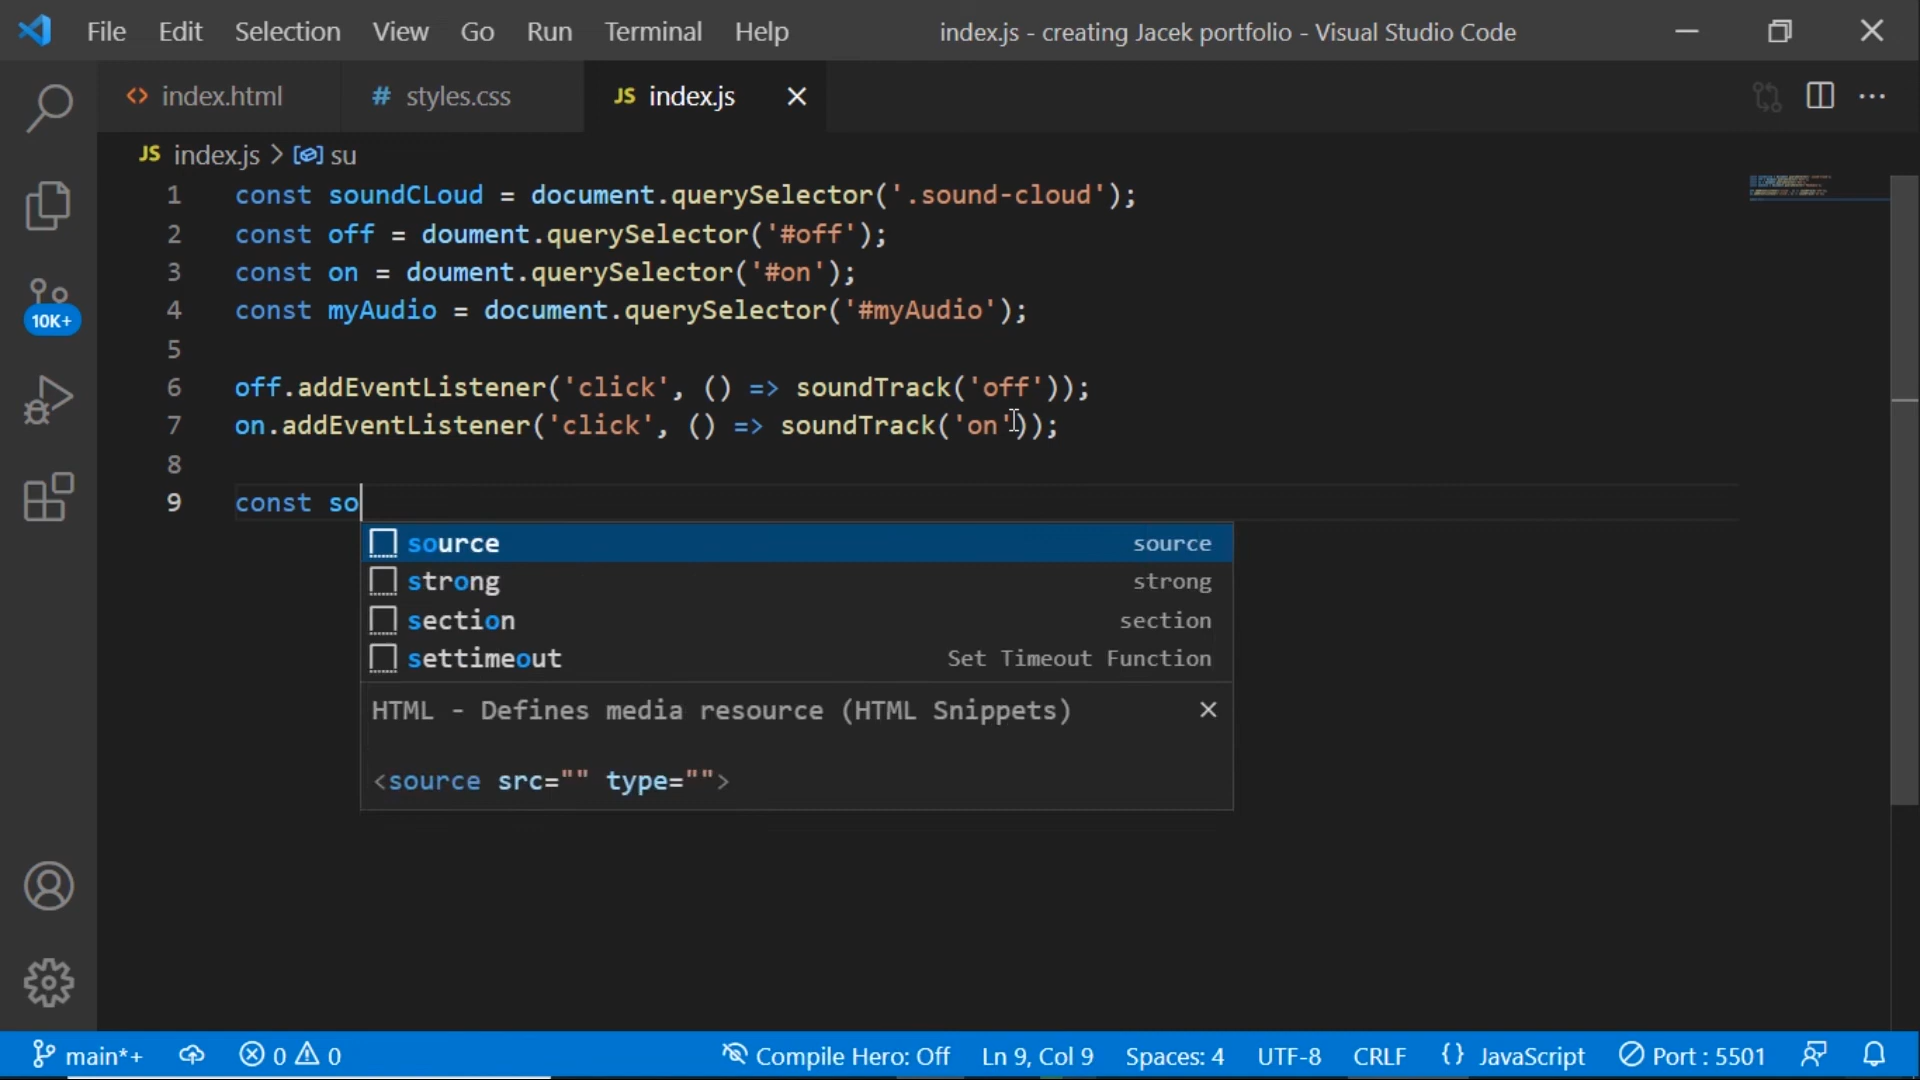 File Edit Selection View Go Run Terminal Help index.js - creating Jacek portfolio - Visual Studio Code
<> index.html # styles.css JS index.js
JS index.js > su
1 const soundCLoud = document.querySelector('.sound-cloud');
2 const off = doument.querySelector('#off');
3 const on = doument.querySelector('#on');
4 const myAudio = document.querySelector('#myAudio');
5
6 off.addEventListener('click', () => soundTrack('off'));
7 on.addEventListener('click', () => soundTrack('on'));
8
9 const so
source source
strong strong
section section
settimeout Set Timeout Function
HTML - Defines media resource (HTML Snippets)
<source src="" type="">
10K+
main*+ 0 0 Compile Hero: Off Ln 9, Col 9 Spaces: 4 UTF-8 CRLF {} JavaScript Port : 5501